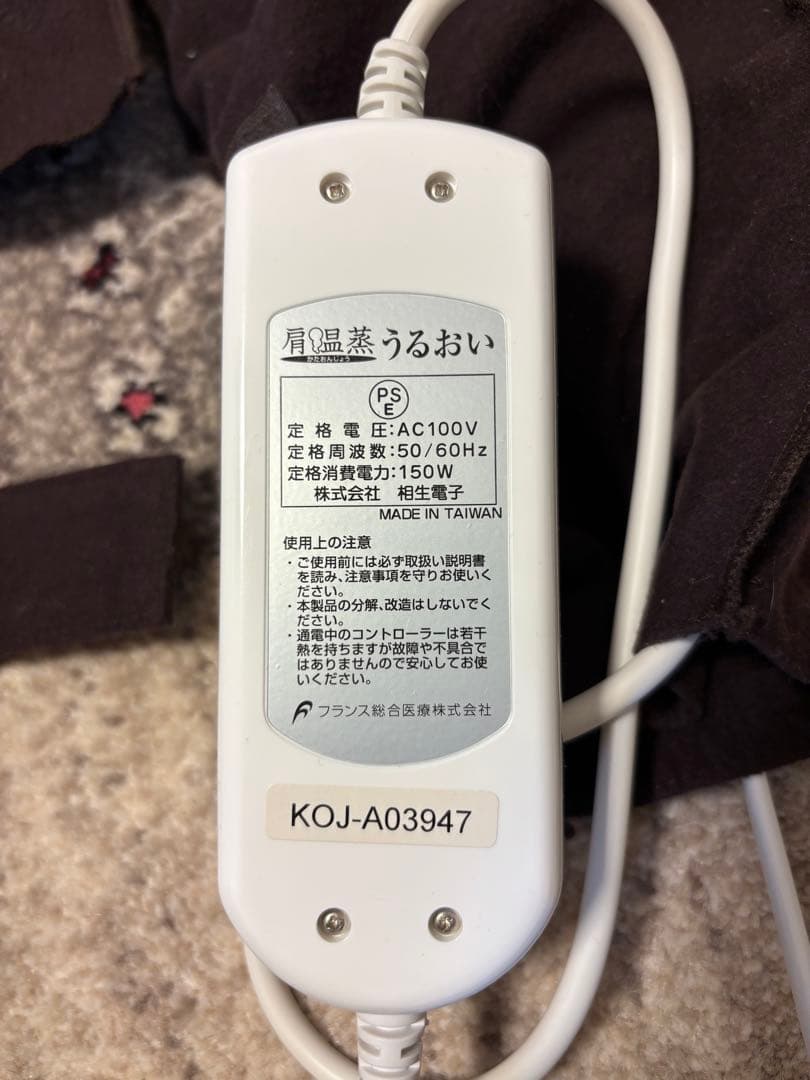 肩温蒸 うるおい
かたおんじょう
PS
E
定格電圧:AC100V
定格周波数:50/60Hz
定格消費電力:150W
株式会社 相生電子
MADE IN TAIWAN
使用上の注意
・ご使用前には必ず取扱い説明書
を読み、注意事項を守りお使いく
ださい。
・本製品の分解、改造はしないでく
ださい。
・通電中のコントローラーは若干
熱を持ちますが故障や不具合で
はありませんので安心してお使
いください。
フランス総合医療株式会社
KOJ-A03947